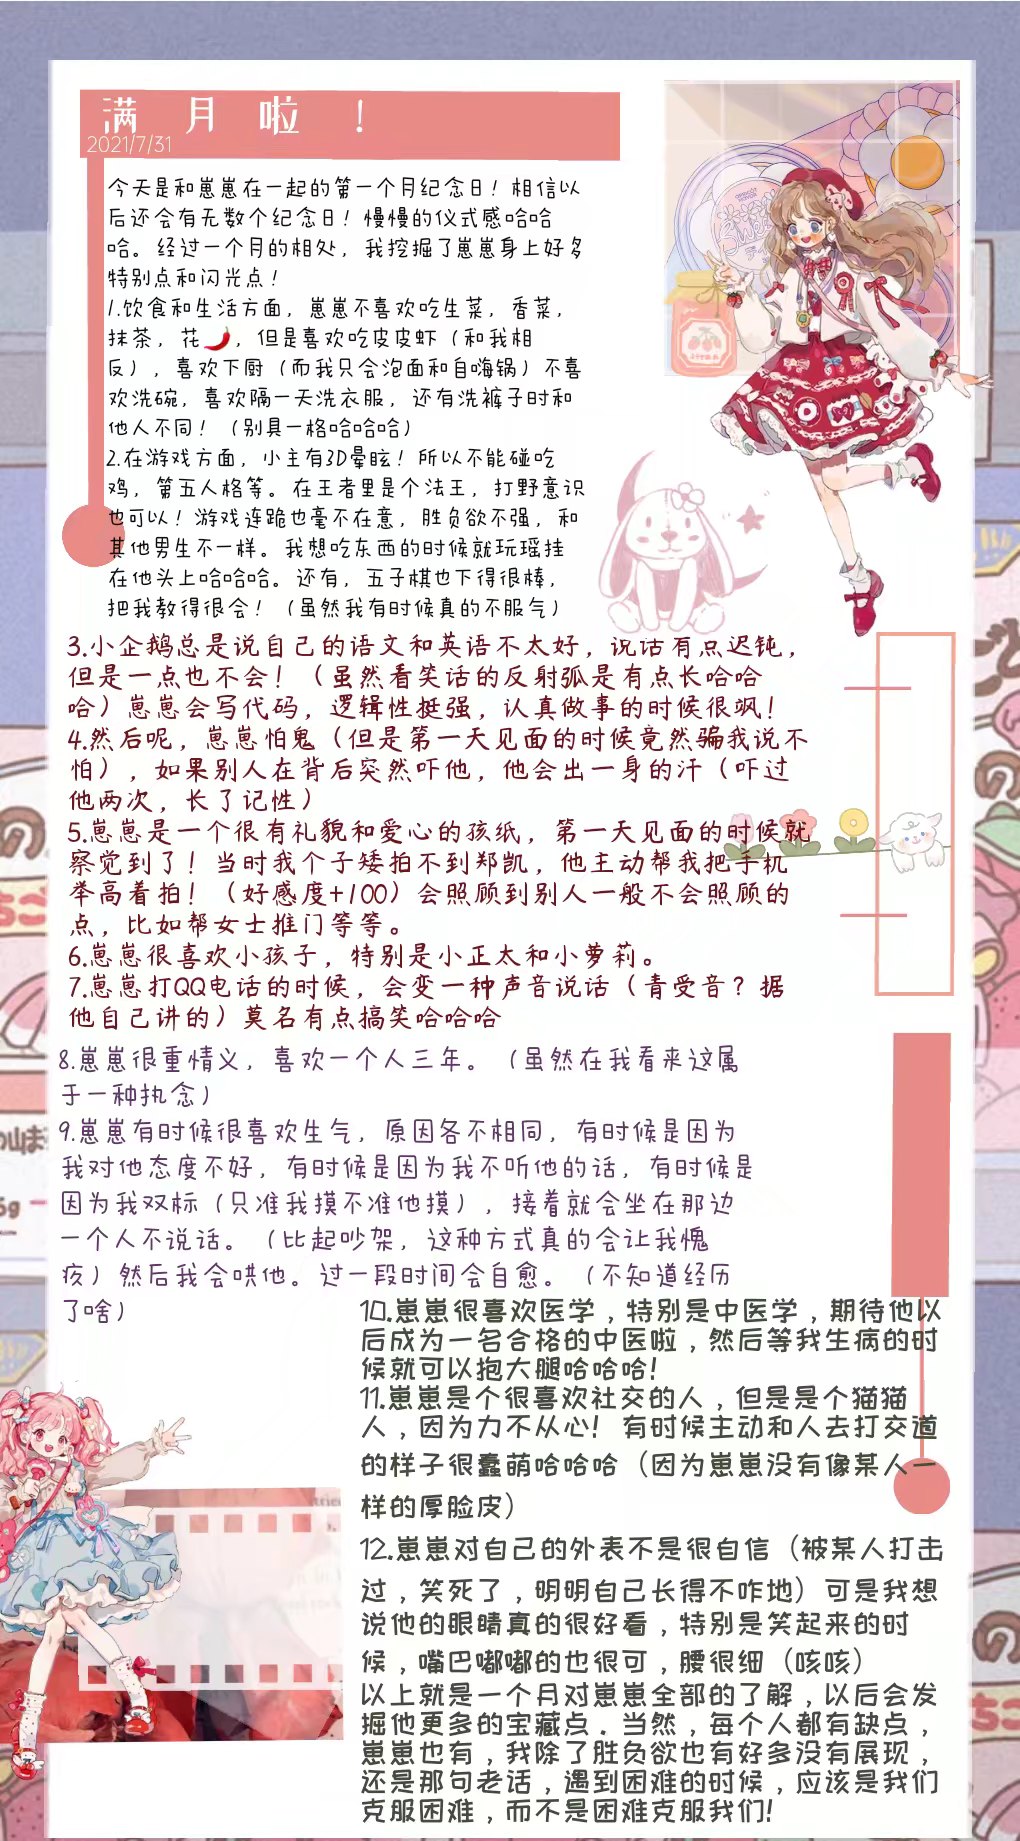 满月啦！
2021/7/31
今天是和崽崽在一起的第一个月纪念日！相信以
后还会有无数个纪念日！慢慢的仪式感哈哈
哈。经过一个月的相处，我挖掘了崽崽身上好多
特别点和闪光点！
1.饮食和生活方面，崽崽不喜欢吃生菜，香菜，
抹茶，花🌶️，但是喜欢吃皮皮虾（和我相
反），喜欢下厨（而我只会泡面和自嗨锅）不喜
欢洗碗，喜欢隔一天洗衣服，还有洗裤子时和
他人不同！（别具一格哈哈哈）
2.在游戏方面，小主有3D晕眩！所以不能碰吃
鸡，第五人格等。在王者里是个法王，打野意识
也可以！游戏连跪也毫不在意，胜负欲不强，和
其他男生不一样。我想吃东西的时候就玩瑶挂
在他头上哈哈哈。还有，五子棋也下得很棒，
把我教得很会！（虽然我有时候真的不服气）
3.小企鹅总是说自己的语文和英语不太好，说话有点迟钝，
但是一点也不会！（虽然看笑话的反射弧是有点长哈哈
哈）崽崽会写代码，逻辑性挺强，认真做事的时候很飒！
4.然后呢，崽崽怕鬼（但是第一天见面的时候竟然骗我说不
怕），如果别人在背后突然吓他，他会出一身的汗（吓过
他两次，长了记性）
5.崽崽是一个很有礼貌和爱心的孩纸，第一天见面的时候就
察觉到了！当时我个子矮拍不到郑凯，他主动帮我把手机
举高着拍！（好感度+100）会照顾到别人一般不会照顾的
点，比如帮女士推门等等。
6.崽崽很喜欢小孩子，特别是小正太和小萝莉。
7.崽崽打QQ电话的时候，会变一种声音说话（青受音？据
他自己讲的）莫名有点搞笑哈哈哈
8.崽崽很重情义，喜欢一个人三年。（虽然在我看来这属
于一种执念）
9.崽崽有时候很喜欢生气，原因各不相同，有时候是因为
我对他态度不好，有时候是因为我不听他的话，有时候是
因为我双标（只准我摸不准他摸），接着就会坐在那边
一个人不说话。（比起吵架，这种方式真的会让我愧
疚）然后我会哄他。过一段时间会自愈。（不知道经历
了啥）
10.崽崽很喜欢医学，特别是中医学，期待他以
后成为一名合格的中医啦，然后等我生病的时
候就可以抱大腿哈哈哈！
11.崽崽是个很喜欢社交的人，但是是个猫猫
人，因为力不从心！有时候主动和人去打交道
的样子很蠢萌哈哈哈（因为崽崽没有像某人一
样的厚脸皮）
12.崽崽对自己的外表不是很自信（被某人打击
过，笑死了，明明自己长得不咋地）可是我想
说他的眼睛真的很好看，特别是笑起来的时
候，嘴巴嘟嘟的也很可，腰很细（咳咳）
以上就是一个月对崽崽全部的了解，以后会发
掘他更多的宝藏点．当然，每个人都有缺点，
崽崽也有，我除了胜负欲也有好多没有展现，
还是那句老话，遇到困难的时候，应该是我们
克服困难，而不是困难克服我们！